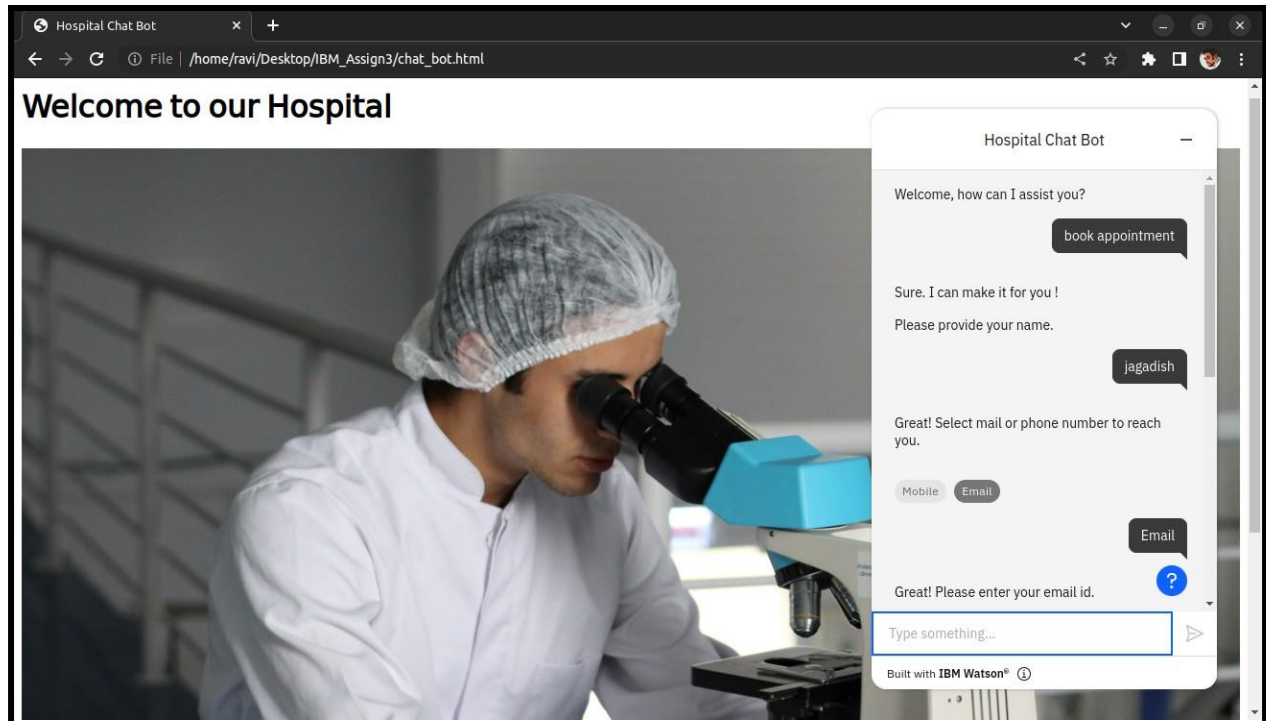 Hospital Chat Bot
File | /home/ravi/Desktop/IBM_Assign3/chat_bot.html
Welcome to our Hospital
Hospital Chat Bot
Welcome, how can I assist you?
book appointment
Sure. I can make it for you !
Please provide your name.
jagadish
Great! Select mail or phone number to reach
you.
Mobile Email
Email
?
Great! Please enter your email id.
Type something...
Built with IBM Watson®